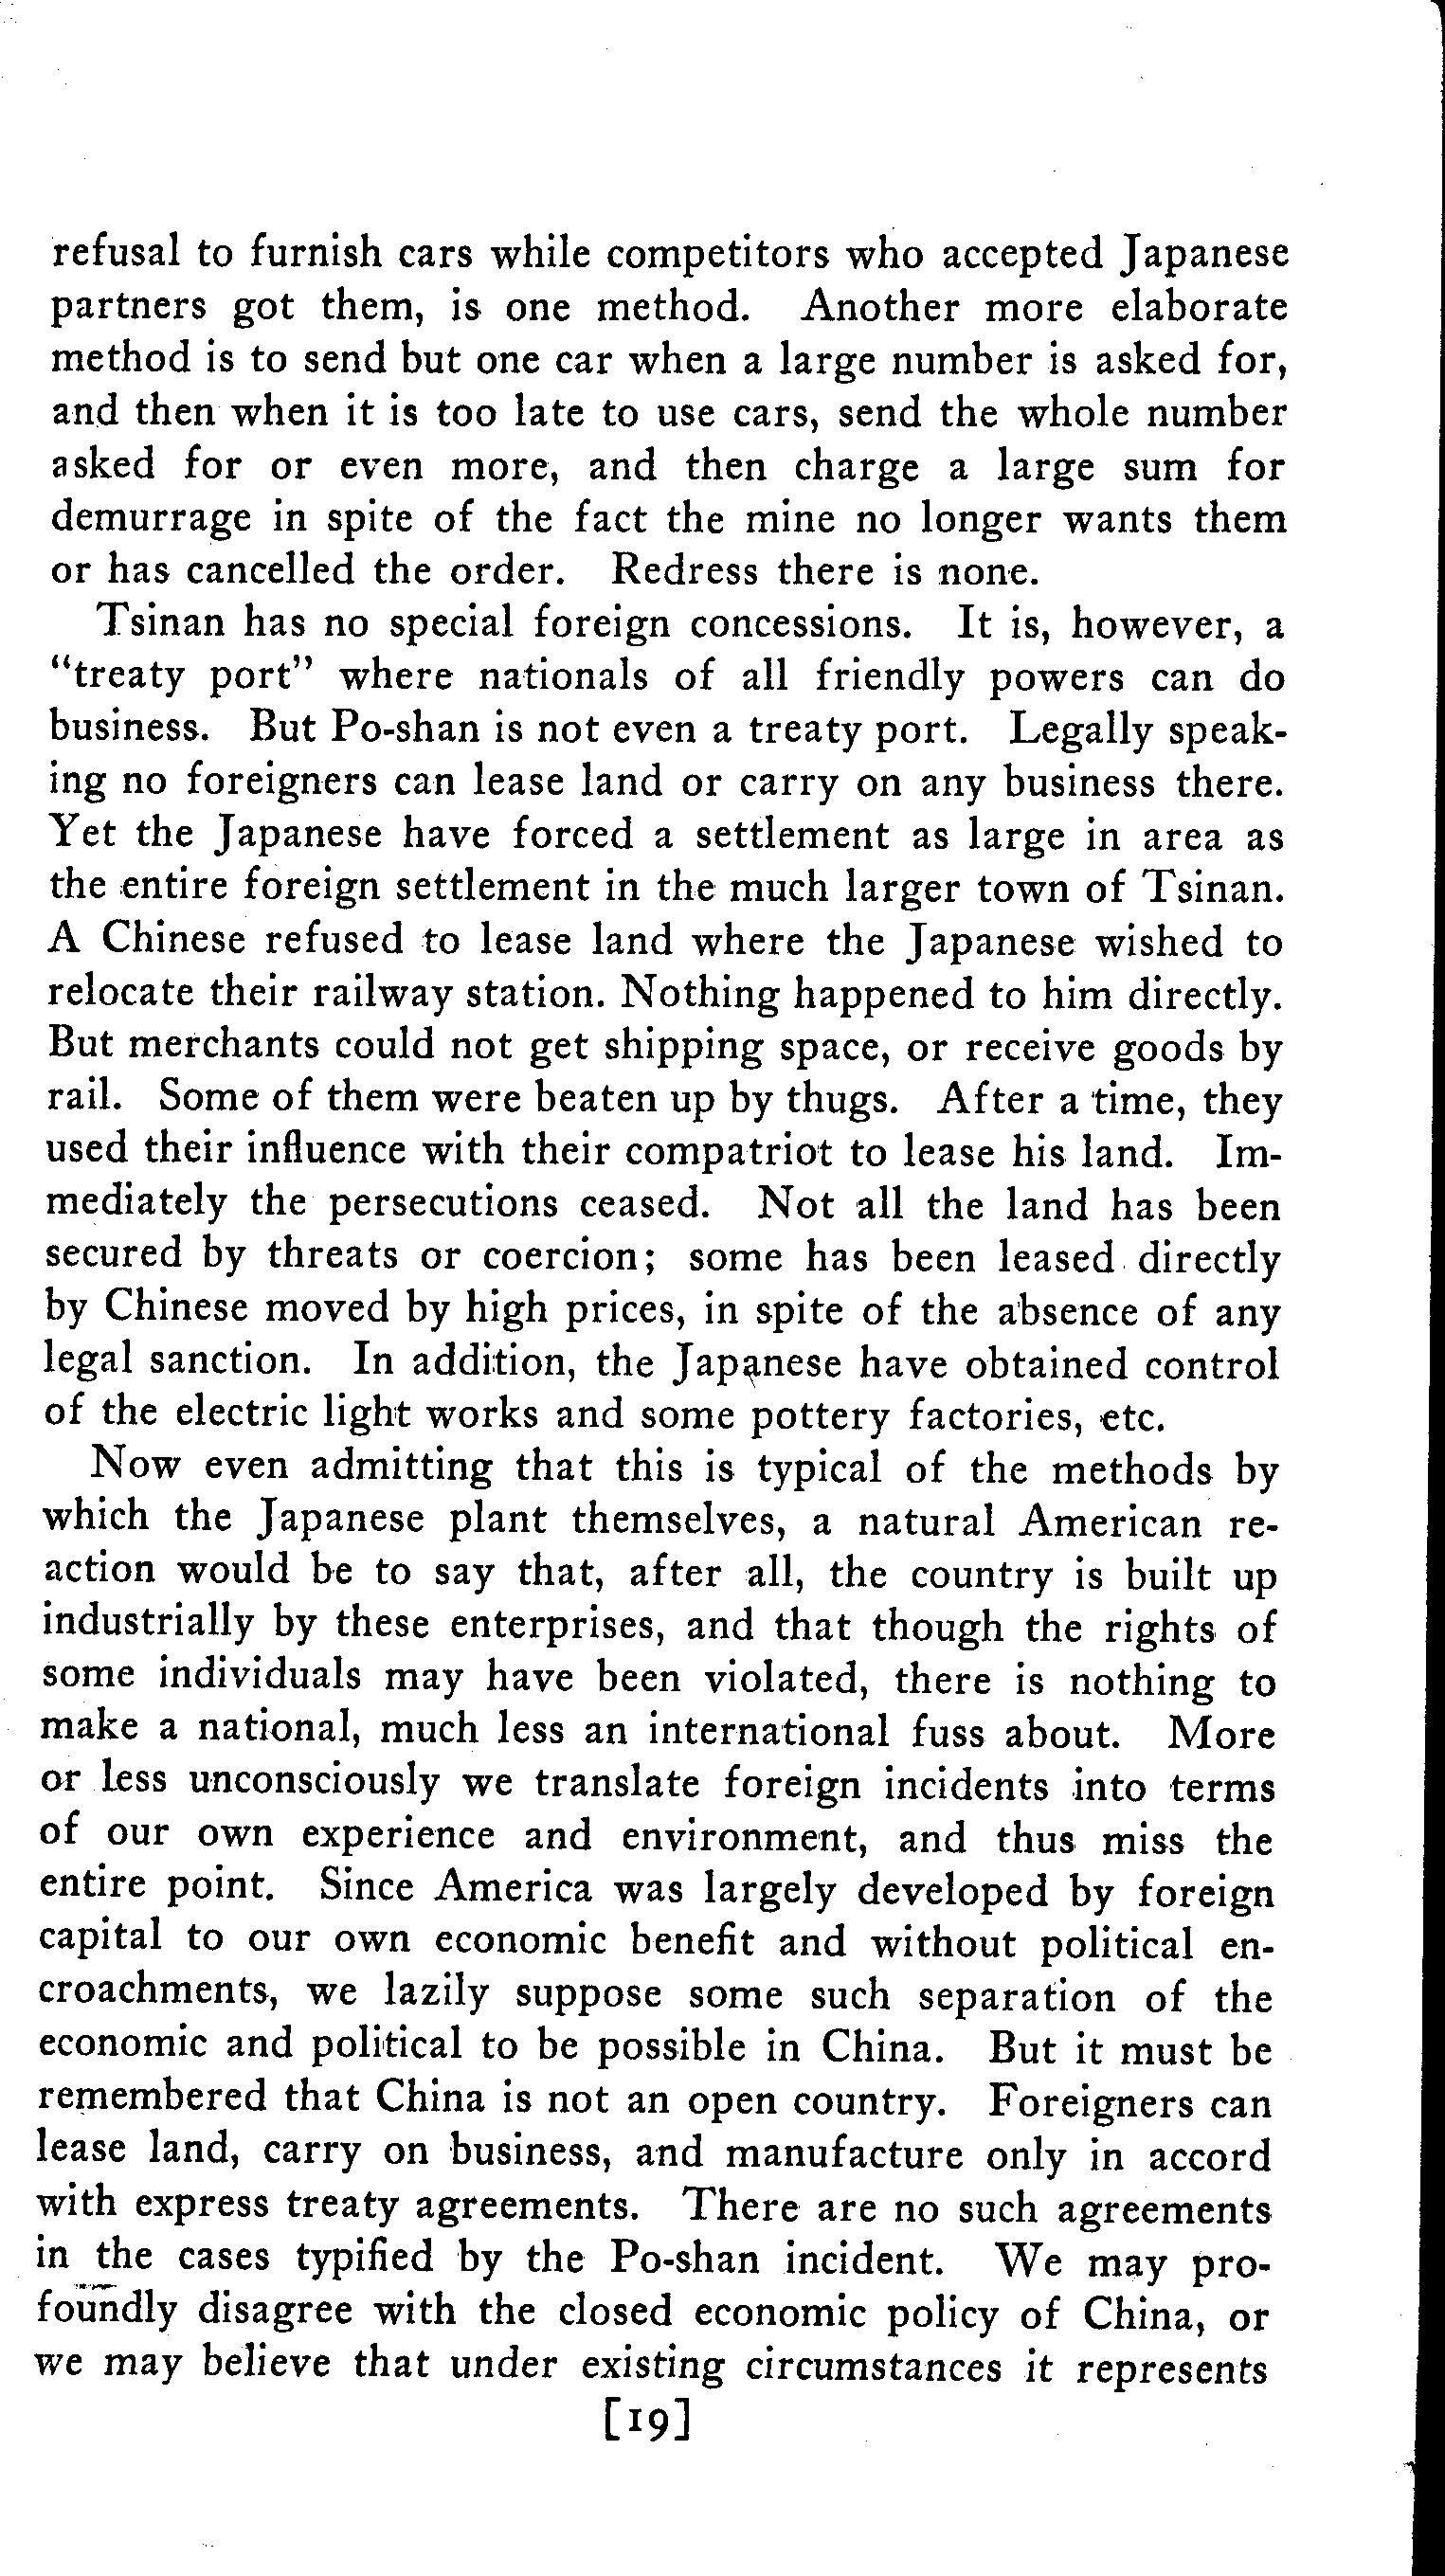 refusal to furnish cars while competitors who accepted Japanese
partners got them, is one method. Another more elaborate
method is to send but one car when a large number is asked for,
and then when it is too late to use cars, send the whole number
asked for or even more, and then charge a large sum for
demurrage in spite of the fact the mine no longer wants them
or has cancelled the order. Redress there is none.
Tsinan has no special foreign concessions. It is, however, a
“treaty port” where nationals of all friendly powers can do
business. But Po-shan is not even a treaty port. Legally speak-
ing no foreigners can lease land or carry on any business there.
Yet the Japanese have forced a settlement as large in area as
the entire foreign settlement in the much larger town of Tsinan.
A Chinese refused to lease land where the Japanese wished to
relocate their railway station. Nothing happened to him directly.
But merchants could not get shipping space, or receive goods by
rail. Some of them were beaten up by thugs. After a time, they
used their influence with their compatriot to lease his land. Im-
mediately the persecutions ceased. Not all the land has been
secured by threats or coercion; some has been leased directly
by Chinese moved by high prices, in spite of the absence of any
legal sanction. In addition, the Japanese have obtained control
of the electric light works and some pottery factories, etc.
Now even admitting that this is typical of the methods by
which the Japanese plant themselves, a natural American re-
action would be to say that, after all, the country is built up
industrially by these enterprises, and that though the rights of
some individuals may have been violated, there is nothing to
make a national, much less an international fuss about. More
or less unconsciously we translate foreign incidents into terms
of our own experience and environment, and thus miss the
entire point. Since America was largely developed by foreign
capital to our own economic benefit and without political en-
croachments, we lazily suppose some such separation of the
economic and political to be possible in China. But it must be
remembered that China is not an open country. Foreigners can
lease land, carry on business, and manufacture only in accord
with express treaty agreements. There are no such agreements
in the cases typified by the Po-shan incident. We may pro-
foundly disagree with the closed economic policy of China, or
we may believe that under existing circumstances it represents
[19]